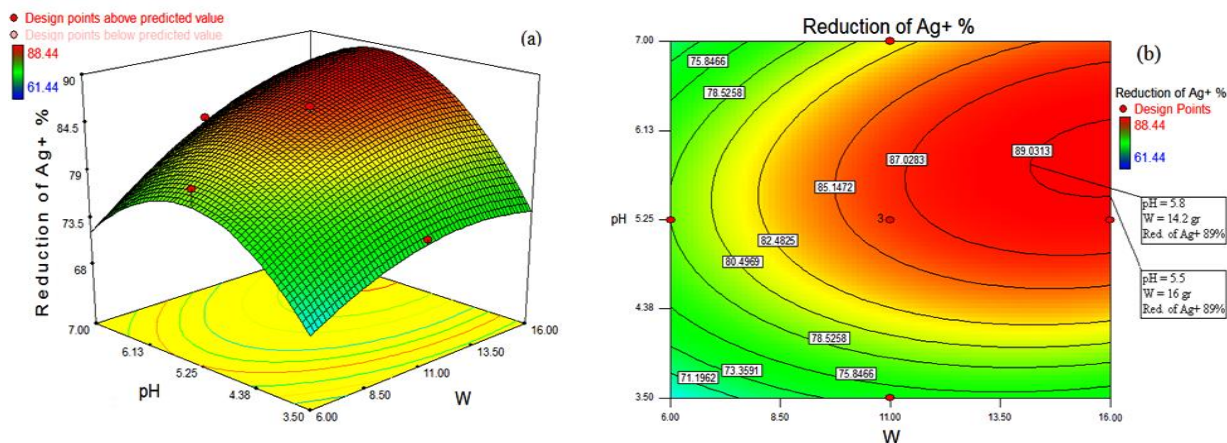 Design points above predicted value
Design points below predicted value
88.44
61.44
(a)
Reduction of Ag+ %
90
84.5
79
73.5
68
7.00
6.13
5.25
4.38
3.50
pH
6.00
8.50
11.00
13.50
16.00
W
Reduction of Ag+ %
(b)
7.00
6.13
pH
5.25
4.38
3.50
6.00
8.50
11.00
13.50
16.00
W
75.8466
78.5258
89.0313
87.0283
85.1472
3
82.4825
80.4969
78.5258
75.8466
73.3591
71.1962
Reduction of Ag+ %
Design Points
88.44
61.44
pH = 5.8
W = 14.2 gr
Red. of Ag+ 89%
pH = 5.5
W = 16 gr
Red. of Ag+ 89%